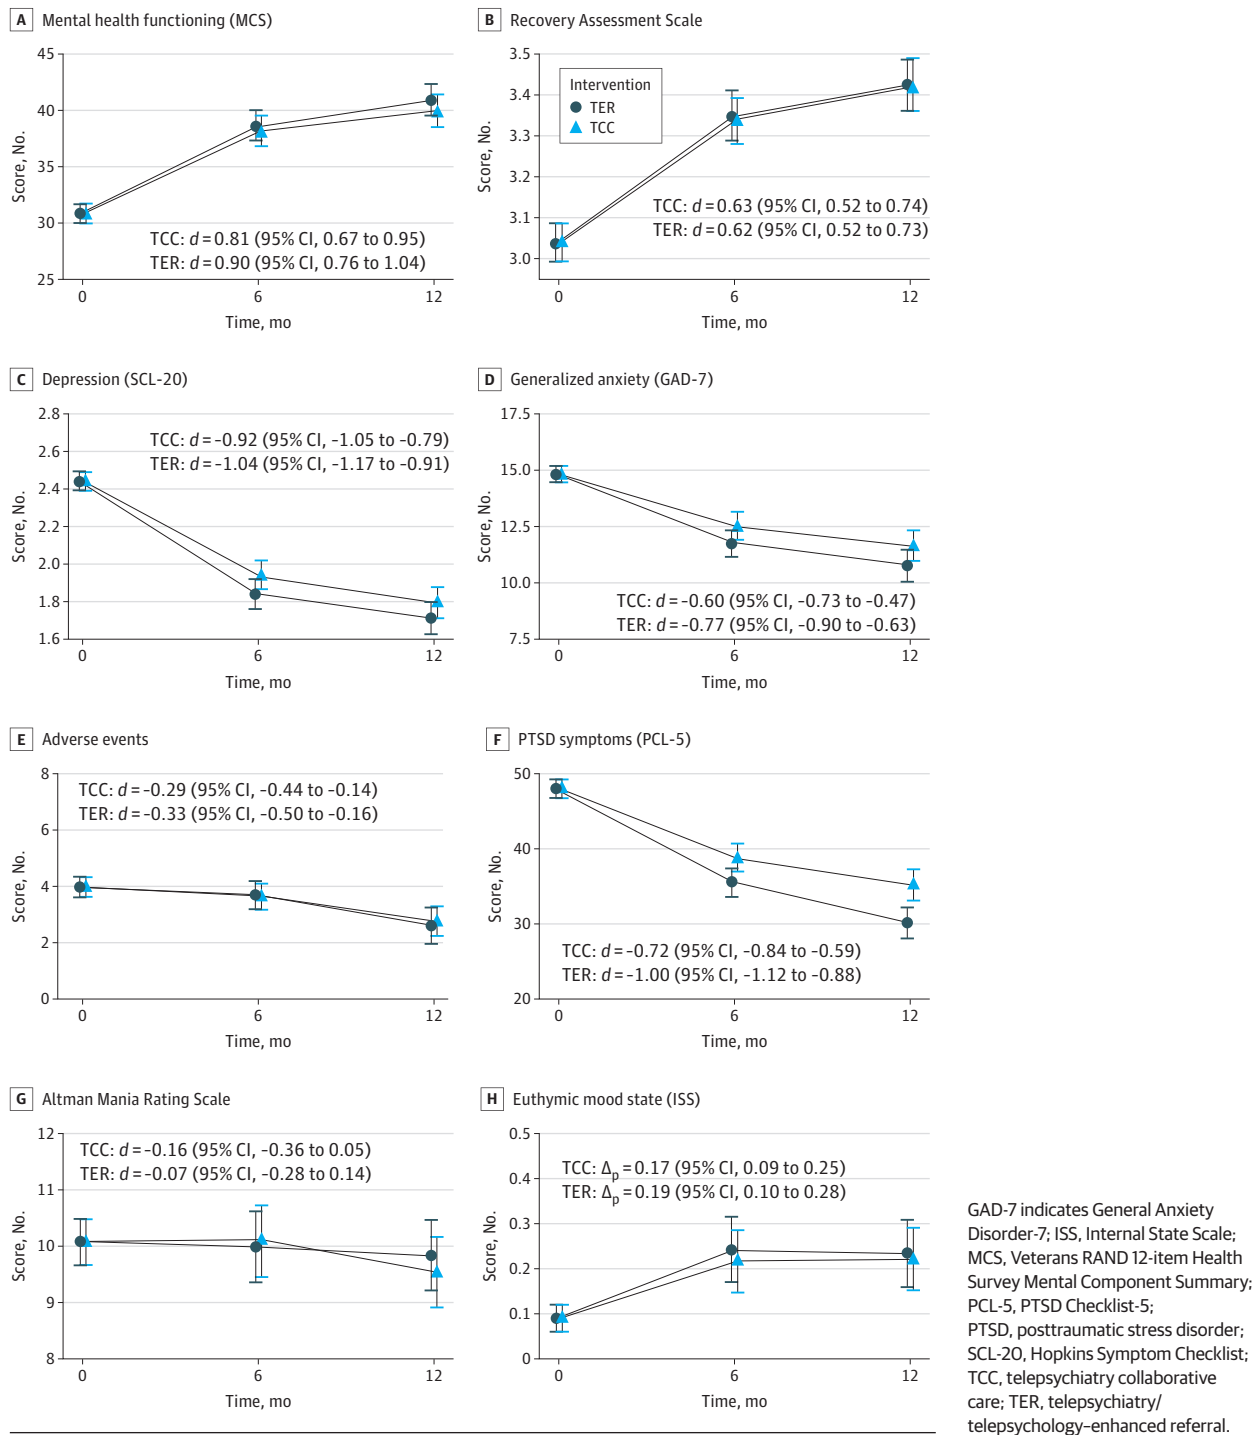 A Mental health functioning (MCS)
45
40
35
30
25
Score, No.
TCC: d = 0.81 (95% CI, 0.67 to 0.95)
TER: d = 0.90 (95% CI, 0.76 to 1.04)
0 6 12
Time, mo
B Recovery Assessment Scale
3.5
3.4
3.3
3.2
3.1
3.0
Score, No.
Intervention
TER
TCC
TCC: d = 0.63 (95% CI, 0.52 to 0.74)
TER: d = 0.62 (95% CI, 0.52 to 0.73)
0 6 12
Time, mo
C Depression (SCL-20)
2.8
2.6
2.4
2.2
2.0
1.8
1.6
Score, No.
TCC: d = -0.92 (95% CI, -1.05 to -0.79)
TER: d = -1.04 (95% CI, -1.17 to -0.91)
0 6 12
Time, mo
D Generalized anxiety (GAD-7)
17.5
15.0
12.5
10.0
7.5
Score, No.
TCC: d = -0.60 (95% CI, -0.73 to -0.47)
TER: d = -0.77 (95% CI, -0.90 to -0.63)
0 6 12
Time, mo
E Adverse events
8
6
4
2
0
Score, No.
TCC: d = -0.29 (95% CI, -0.44 to -0.14)
TER: d = -0.33 (95% CI, -0.50 to -0.16)
0 6 12
Time, mo
F PTSD symptoms (PCL-5)
50
40
30
20
Score, No.
TCC: d = -0.72 (95% CI, -0.84 to -0.59)
TER: d = -1.00 (95% CI, -1.12 to -0.88)
0 6 12
Time, mo
G Altman Mania Rating Scale
12
11
10
9
8
Score, No.
TCC: d = -0.16 (95% CI, -0.36 to 0.05)
TER: d = -0.07 (95% CI, -0.28 to 0.14)
0 6 12
Time, mo
H Euthymic mood state (ISS)
0.5
0.4
0.3
0.2
0.1
0
Score, No.
TCC: Δp = 0.17 (95% CI, 0.09 to 0.25)
TER: Δp = 0.19 (95% CI, 0.10 to 0.28)
0 6 12
Time, mo
GAD-7 indicates General Anxiety
Disorder-7; ISS, Internal State Scale;
MCS, Veterans RAND 12-item Health
Survey Mental Component Summary;
PCL-5, PTSD Checklist-5;
PTSD, posttraumatic stress disorder;
SCL-20, Hopkins Symptom Checklist;
TCC, telepsychiatry collaborative
care; TER, telepsychiatry/
telepsychology-enhanced referral.